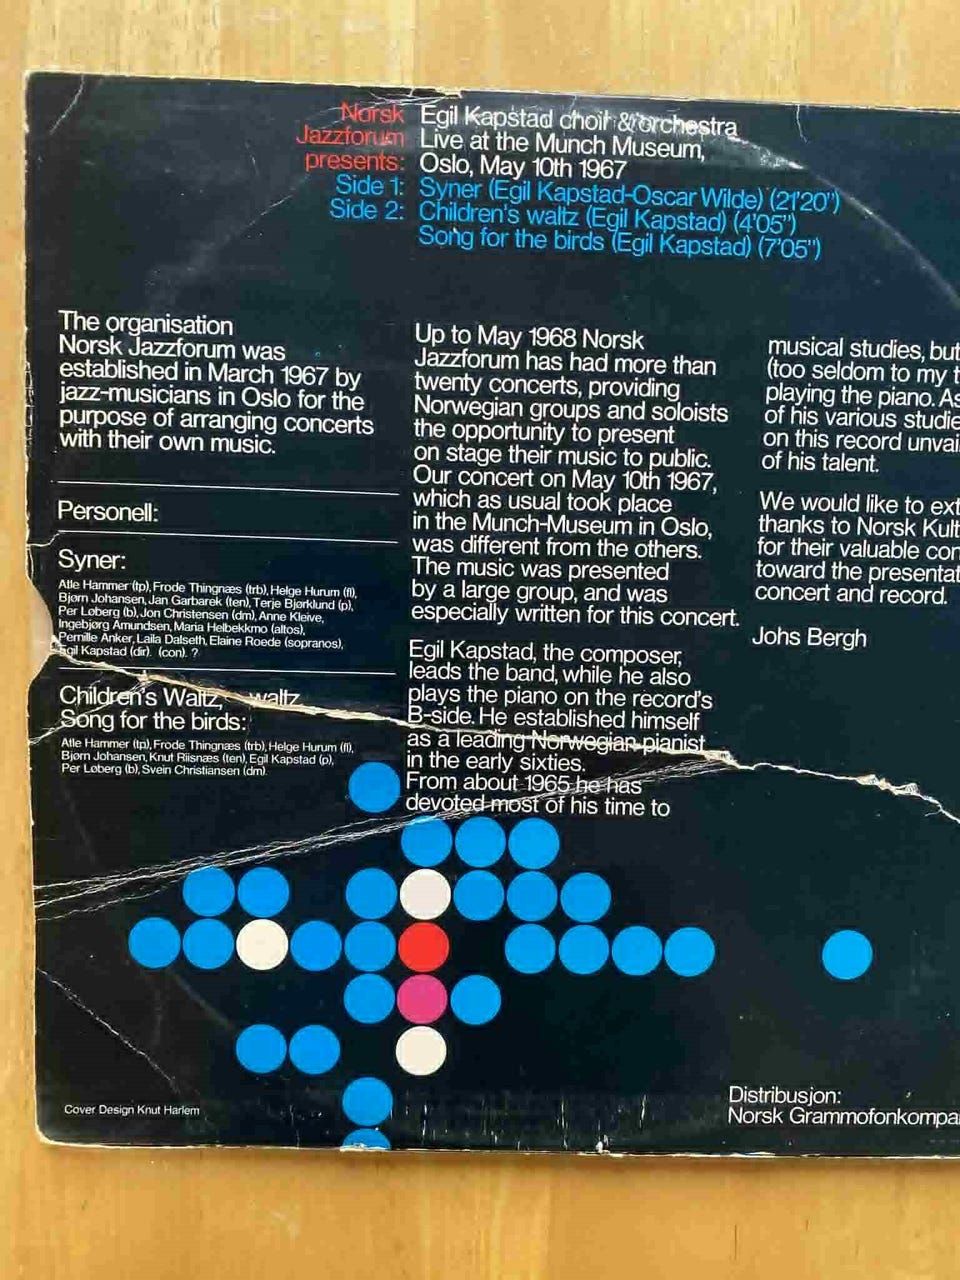 Norsk Egil Kapstad choir & orchestra
Jazzforum Live at the Munch Museum,
presents: Oslo, May 10th 1967
Side 1: Syner (Egil Kapstad-Oscar Wilde) (21'20")
Side 2: Children's waltz (Egil Kapstad) (4'05")
Song for the birds (Egil Kapstad) (7'05")
The organisation
Norsk Jazzforum was
established in March 1967 by
jazz-musicians in Oslo for the
purpose of arranging concerts
with their own music.
Personell:
Syner:
Atle Hammer (tp), Frode Thingnæs (trb), Helge Hurum (fl),
Bjørn Johansen, Jan Garbarek (ten), Terje Bjørklund (p),
Per Løberg (b), Jon Christensen (dm), Anne Kleive,
Ingebjørg Amundsen, Maria Helbekkmo (altos),
Pernille Anker, Laila Dalseth, Elaine Roede (sopranos),
Egil Kapstad (dir). (con). ?
Children's Waltz, waltz
Song for the birds:
Atle Hammer (tp), Frode Thingnæs (trb), Helge Hurum (fl),
Bjørn Johansen, Knut Riisnæs (ten), Egil Kapstad (p),
Per Løberg (b), Svein Christiansen (dm).
Up to May 1968 Norsk
Jazzforum has had more than
twenty concerts, providing
Norwegian groups and soloists
the opportunity to present
on stage their music to public.
Our concert on May 10th 1967,
which as usual took place
in the Munch-Museum in Oslo,
was different from the others.
The music was presented
by a large group, and was
especially written for this concert.
Egil Kapstad, the composer,
leads the band, while he also
plays the piano on the record's
B-side. He established himself
as a leading Norwegian pianist
in the early sixties.
From about 1965 he has
devoted most of his time to
musical studies, but
(too seldom to my t
playing the piano. As
of his various studie
on this record unvai
of his talent.
We would like to ext
thanks to Norsk Kult
for their valuable con
toward the presentat
concert and record.
Johs Bergh
Cover Design Knut Harlem
Distribusjon:
Norsk Grammofonkompa